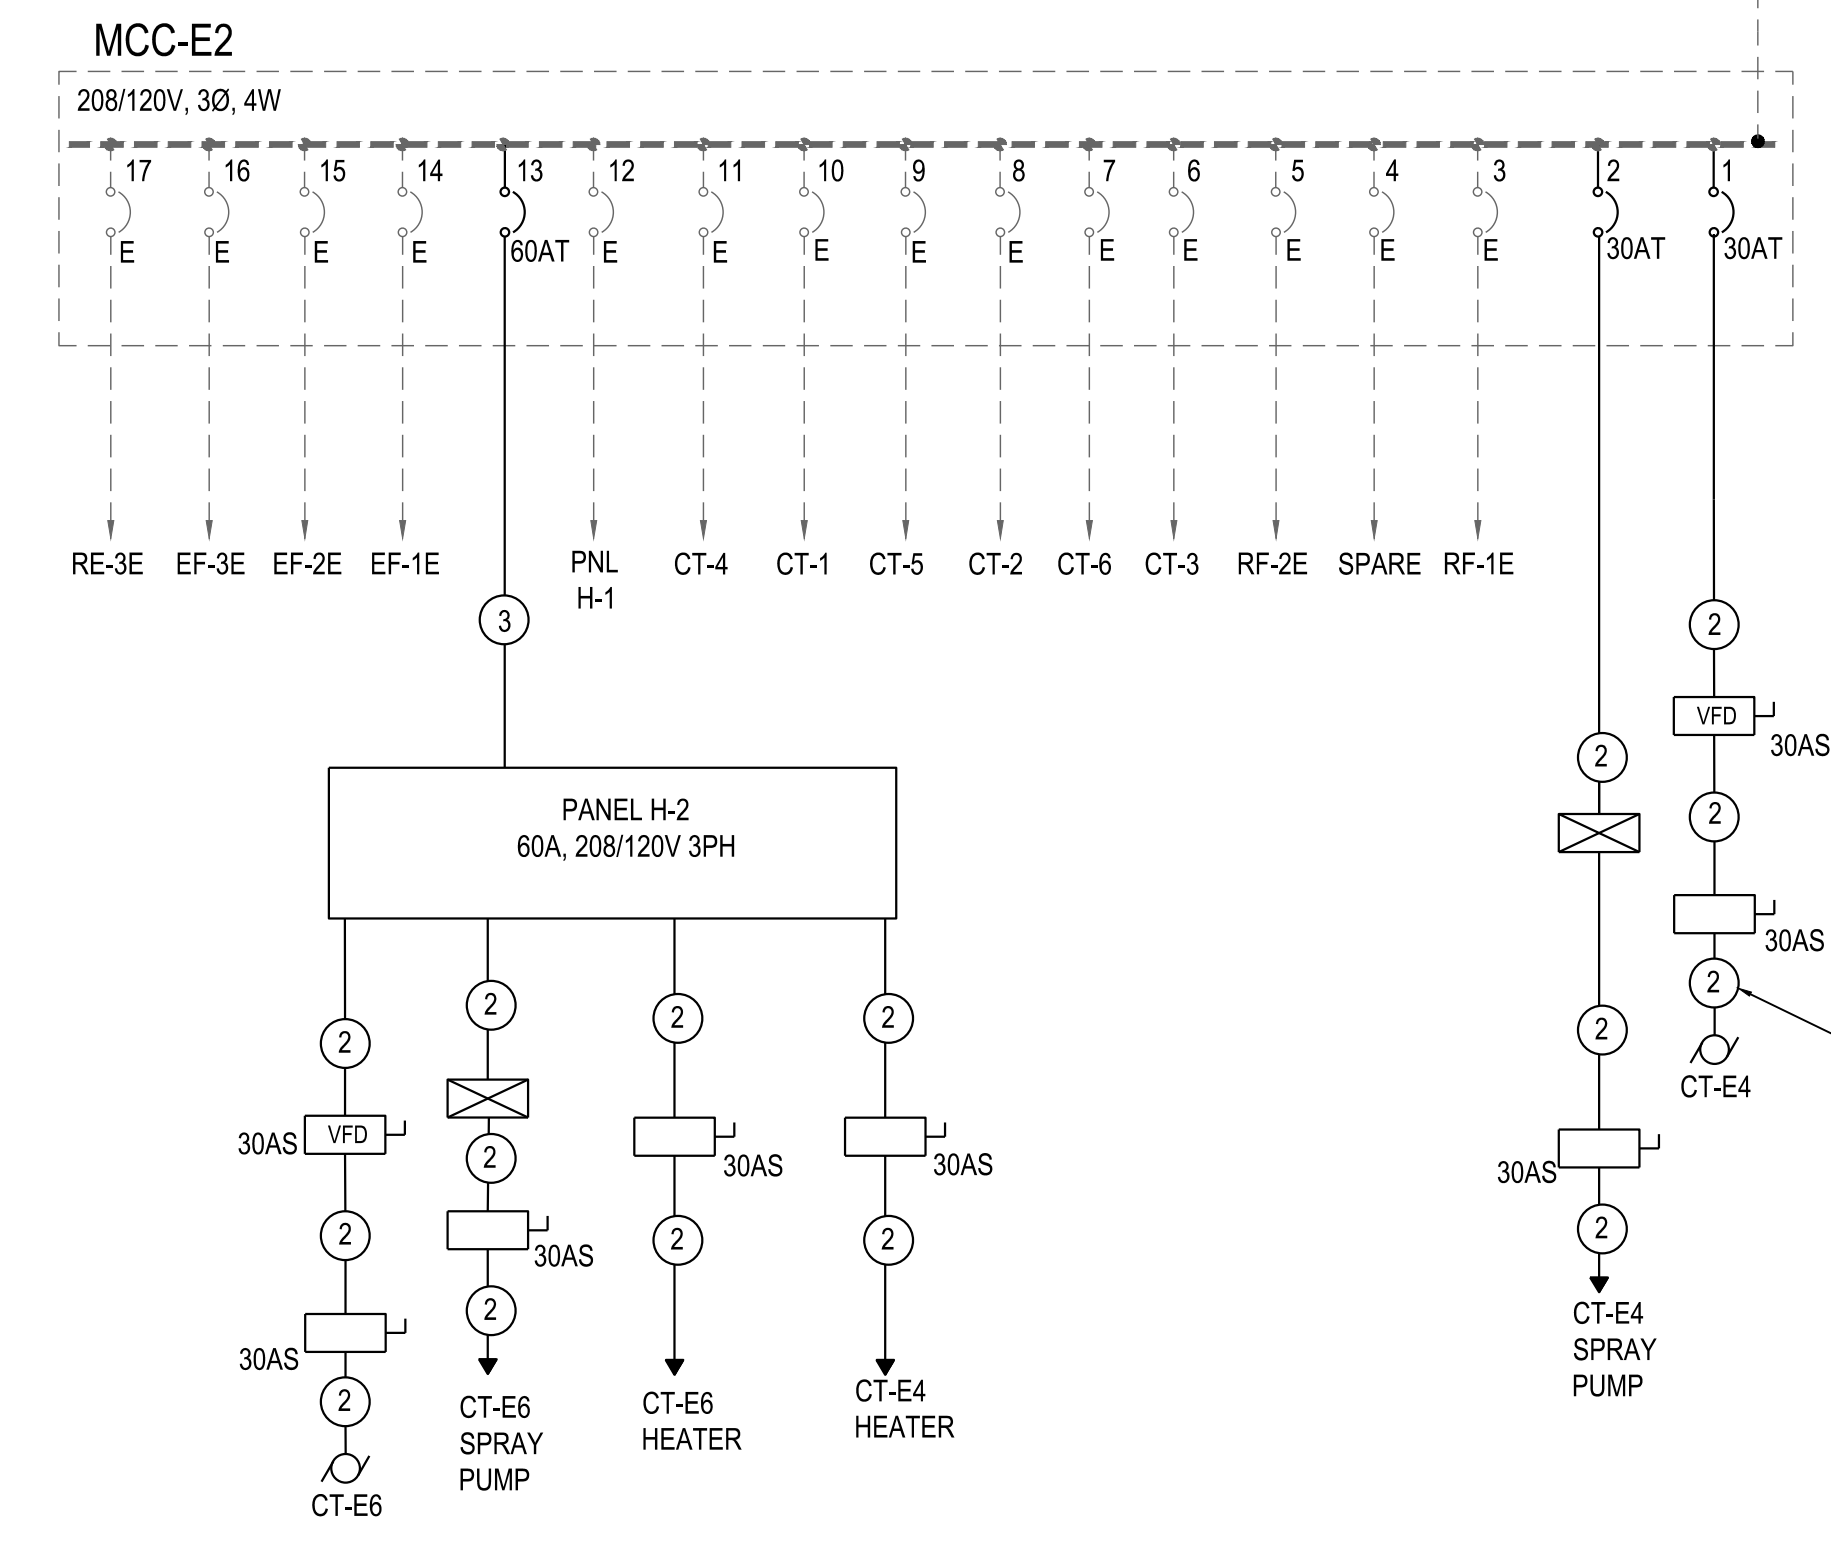 MCC-E2
208/120V, 3Ø, 4W
17 16 15 14 13 12 11 10 9 8 7 6 5 4 3 2 1
E E E E 60AT E E E E E E E E E E 30AT 30AT
RE-3E EF-3E EF-2E EF-1E PNL CT-4 CT-1 CT-5 CT-2 CT-6 CT-3 RF-2E SPARE RF-1E
H-1
3
2
VFD
30AS
2
2
PANEL H-2
60A, 208/120V 3PH
30AS
2
CT-E4
2
30AS
2
CT-E4
SPRAY
PUMP
2
VFD
30AS
2
30AS
2
CT-E6
2
2
30AS
2
CT-E6
SPRAY
PUMP
2
30AS
2
CT-E6
HEATER
2
30AS
2
CT-E4
HEATER